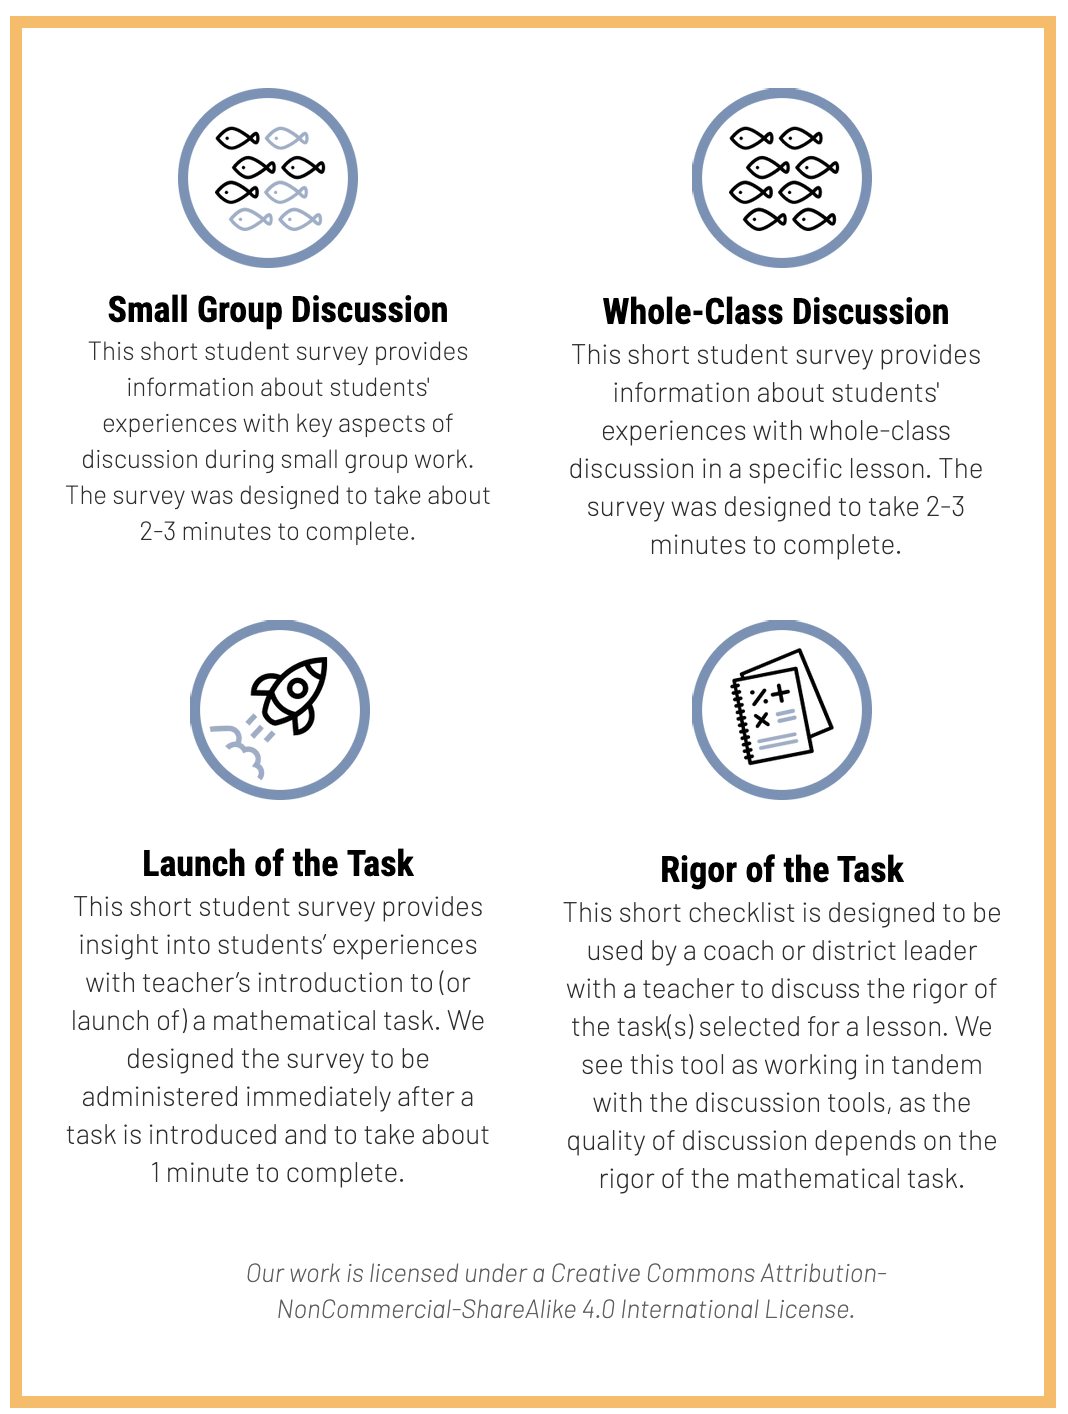 Small Group Discussion
This short student survey provides
information about students'
experiences with key aspects of
discussion during small group work.
The survey was designed to take about
2-3 minutes to complete.
Whole-Class Discussion
This short student survey provides
information about students'
experiences with whole-class
discussion in a specific lesson. The
survey was designed to take 2-3
minutes to complete.
Launch of the Task
This short student survey provides
insight into students’ experiences
with teacher’s introduction to (or
launch of) a mathematical task. We
designed the survey to be
administered immediately after a
task is introduced and to take about
1 minute to complete.
Rigor of the Task
This short checklist is designed to be
used by a coach or district leader
with a teacher to discuss the rigor of
the task(s) selected for a lesson. We
see this tool as working in tandem
with the discussion tools, as the
quality of discussion depends on the
rigor of the mathematical task.
Our work is licensed under a Creative Commons Attribution-
NonCommercial-ShareAlike 4.0 International License.